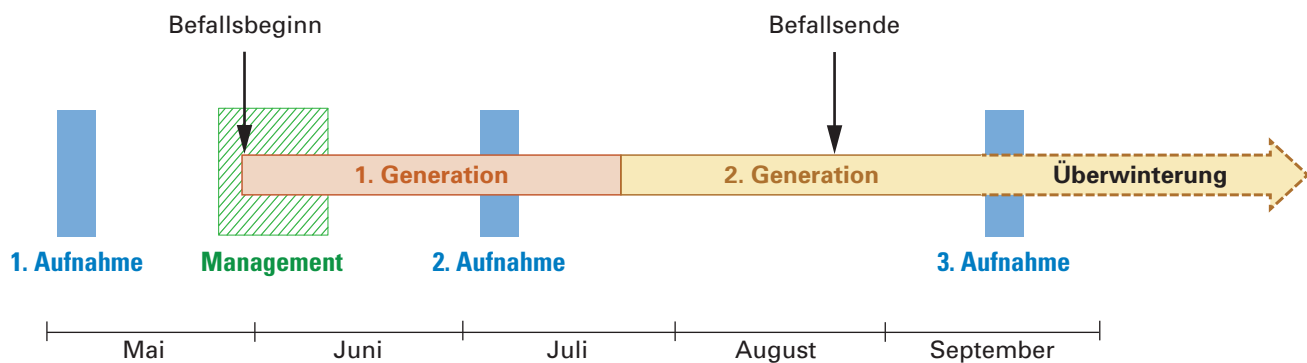 Befallsbeginn
Befallsende
1. Generation
2. Generation
Überwinterung
1. Aufnahme
Management
2. Aufnahme
3. Aufnahme
Mai
Juni
Juli
August
September